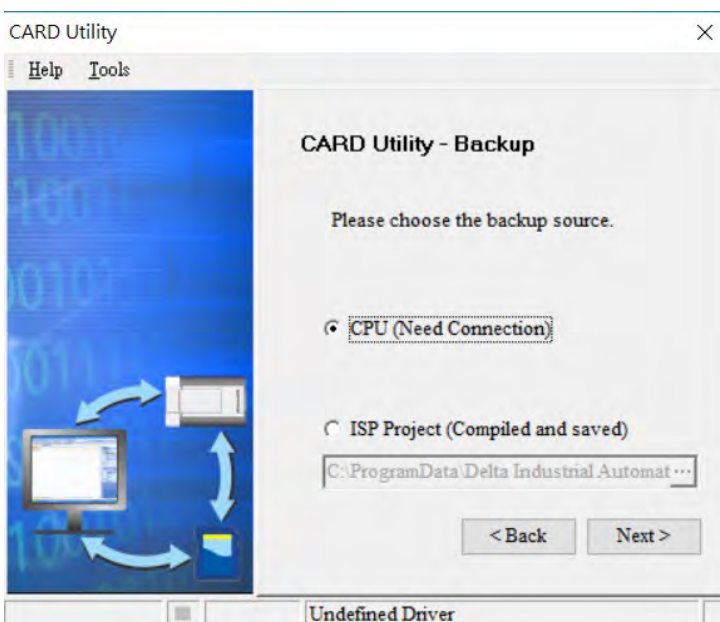 CARD Utility
Help Tools
CARD Utility - Backup
Please choose the backup source.
CPU (Need Connection)
ISP Project (Compiled and saved)
C:\ProgramData\Delta Industrial Automat ...
< Back Next >
Undefined Driver